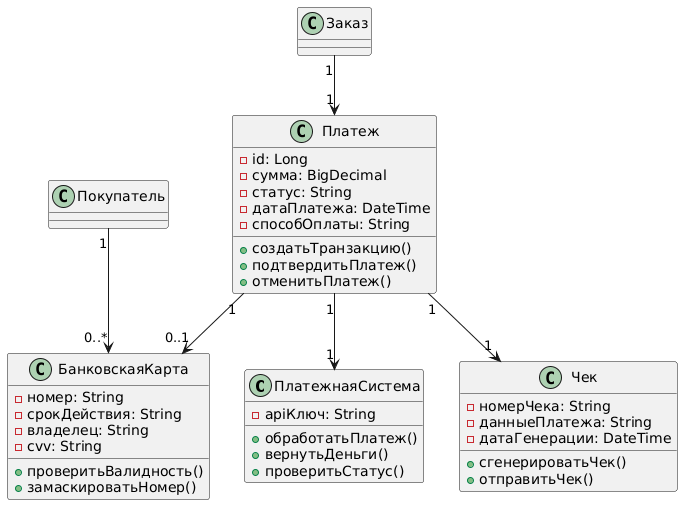 C Заказ
1
1
C Платеж
id: Long
сумма: BigDecimal
статус: String
датаПлатежа: DateTime
способОплаты: String
создатьТранзакцию()
подтвердитьПлатеж()
отменитьПлатеж()
C Покупатель
1
0..*
1
0..1
1
1
1
1
C БанковскаяКарта
номер: String
срокДействия: String
владелец: String
cvv: String
проверитьВалидность()
замаскироватьНомер()
C ПлатежнаяСистема
apiКлюч: String
обработатьПлатеж()
вернутьДеньги()
проверитьСтатус()
C Чек
номерЧека: String
данныеПлатежа: String
датаГенерации: DateTime
сгенерироватьЧек()
отправитьЧек()